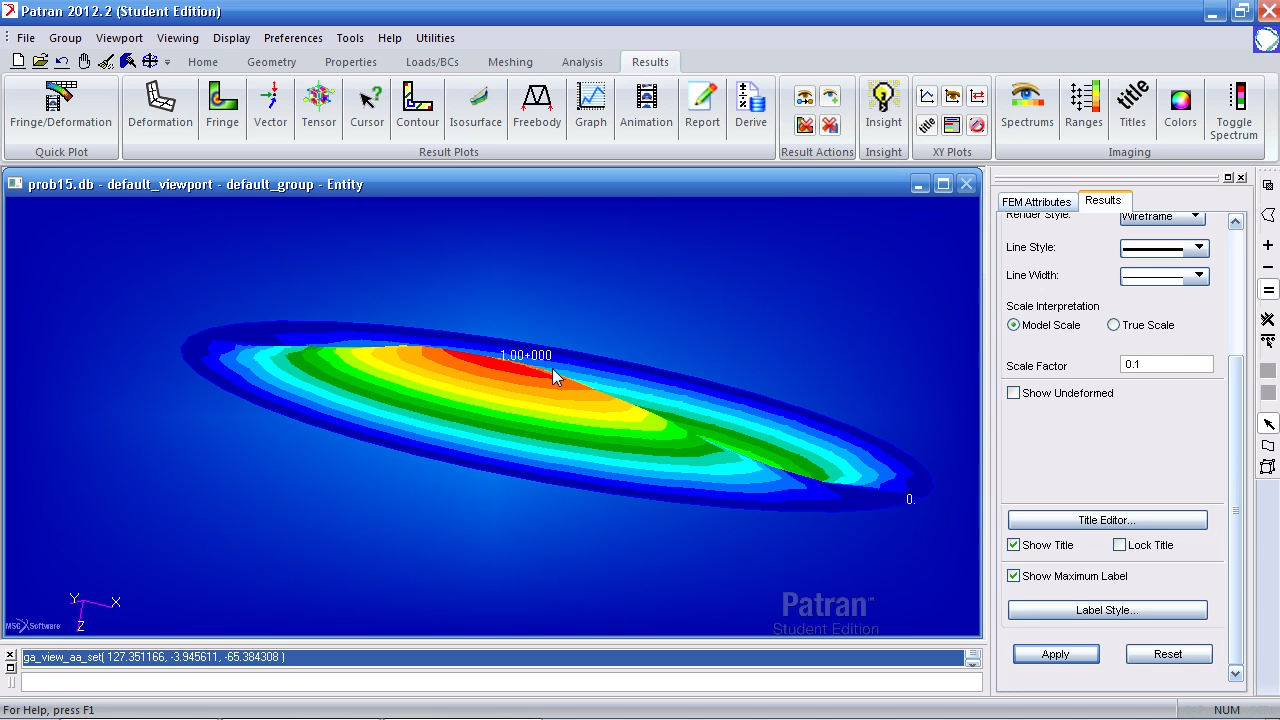 Patran 2012.2 (Student Edition)
File Group Viewport Viewing Display Preferences Tools Help Utilities
Home Geometry Properties Loads/BCs Meshing Analysis Results
Fringe/Deformation Deformation Fringe Vector Tensor Cursor Contour Isosurface Freebody Graph Animation Report Derive Insight Spectrums Ranges Titles Colors Toggle Spectrum
Quick Plot Result Plots Result Actions Insight XY Plots Imaging
prob15.db - default_viewport - default_group - Entity
FEM Attributes Results
Render Style: Wireframe
Line Style:
Line Width:
Scale Interpretation
Model Scale True Scale
Scale Factor 0.1
Show Undeformed
Title Editor...
Show Title Lock Title
Show Maximum Label
Label Style...
Apply Reset
1.00+000
0.
Y X
Z
MSC Software
Patran™
Student Edition
ga_view_aa_set( 127.351166, -3.945611, -65.384308 )
For Help, press F1 NUM